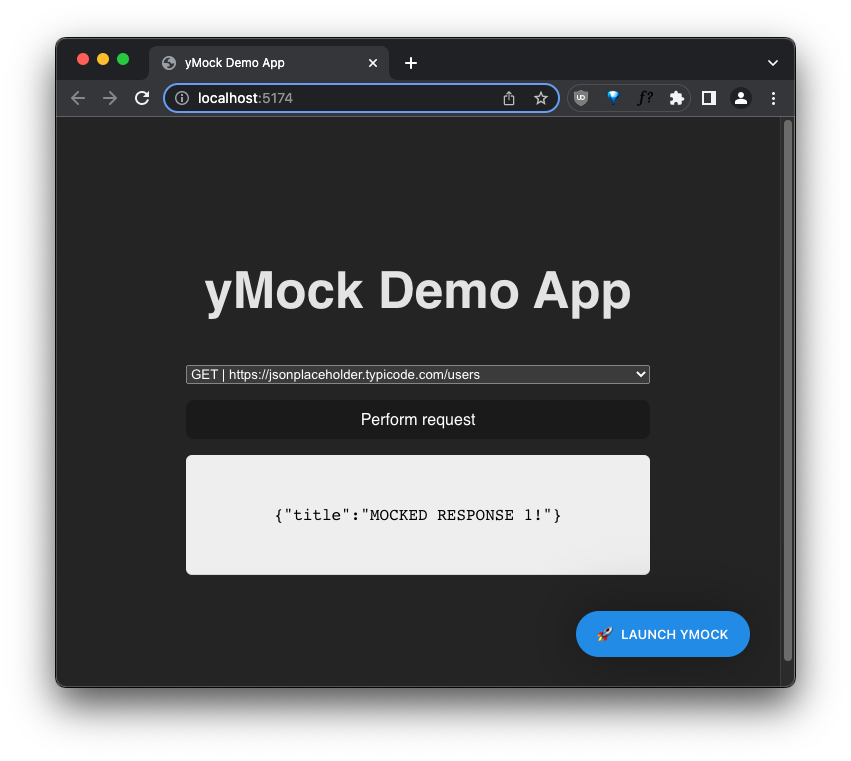 yMock Demo App
localhost:5174
f?
yMock Demo App
GET | https://jsonplaceholder.typicode.com/users
Perform request
{"title":"MOCKED RESPONSE 1!"}
🚀 LAUNCH YMOCK